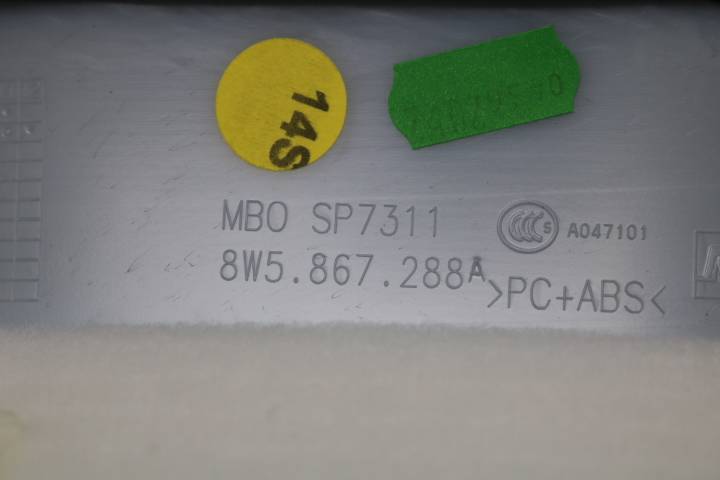 14S
MBO SP7311
S A047101
8W5.867.288A
>PC+ABS<